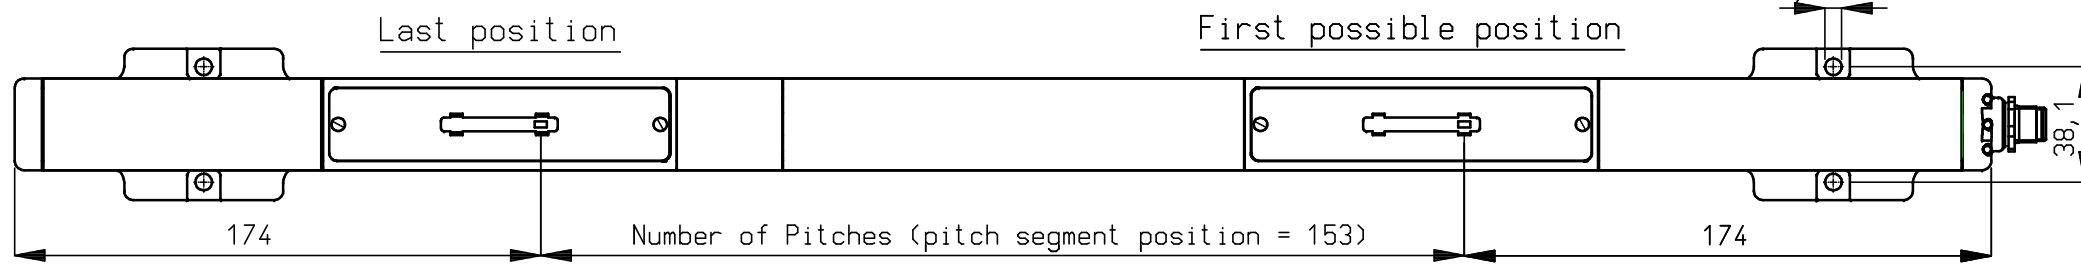 Last position
First possible position
38,1
174
Number of Pitches (pitch segment position = 153)
174